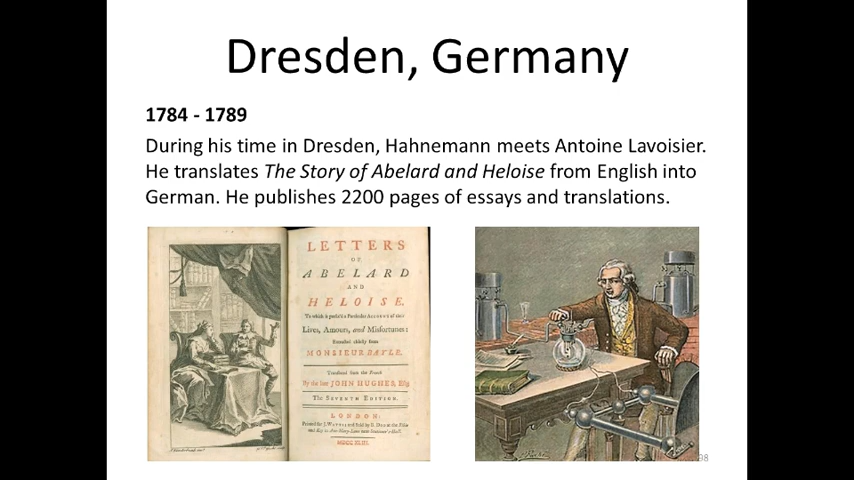 Dresden, Germany
1784 - 1789
During his time in Dresden, Hahnemann meets Antoine Lavoisier.
He translates The Story of Abelard and Heloise from English into
German. He publishes 2200 pages of essays and translations.
LETTERS
OF
ABELARD
AND
HELOISE.
To which is prefix'd a Particular ACCOUNT of their
Lives, Amours, and Misfortunes:
Extracted chiefly from
MONSIEUR BAYLE.
Translated from the French
By the late JOHN HUGHES, Esq;
The SEVENTH EDITION.
LONDON:
MDCC XLIII.
98